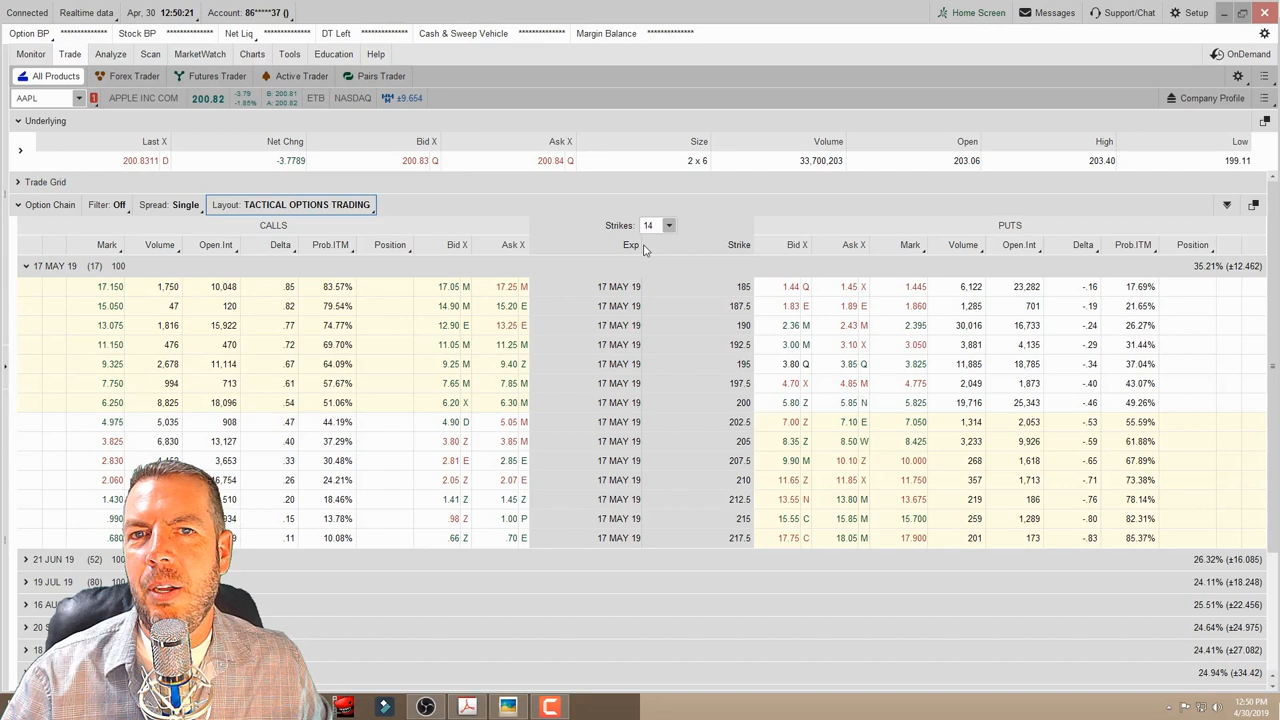 Connected Realtime data Apr, 30 12:50:21 Account: 86*****37 () Home Screen Messages Support/Chat Setup
Option BP ************** Stock BP ************** Net Liq ************** DT Left ************** Cash & Sweep Vehicle ************** Margin Balance **************
Monitor Trade Analyze Scan MarketWatch Charts Tools Education Help OnDemand
All Products Forex Trader Futures Trader Active Trader Pairs Trader
AAPL 1 APPLE INC COM 200.82 -3.79 B: 200.81 ETB NASDAQ ±9.654 Company Profile
-1.85% A: 200.82
Underlying
Last X Net Chng Bid X Ask X Size Volume Open High Low
200.8311 D -3.7789 200.83 Q 200.84 Q 2 x 6 33,700,203 203.06 203.40 199.11
Trade Grid
Option Chain Filter: Off Spread: Single Layout: TACTICAL OPTIONS TRADING
CALLS Strikes: 14 PUTS
Mark Volume Open.Int Delta Prob.ITM Position Bid X Ask X Exp Strike Bid X Ask X Mark Volume Open.Int Delta Prob.ITM Position
17 MAY 19 (17) 100 35.21% (±12.462)
17.150 1,750 10,048 .85 83.57% 17.05 M 17.25 M 17 MAY 19 185 1.44 Q 1.45 X 1.445 6,122 23,282 -.16 17.69%
15.050 47 120 .82 79.54% 14.90 M 15.20 E 17 MAY 19 187.5 1.83 E 1.89 E 1.860 1,285 701 -.19 21.65%
13.075 1,816 15,922 .77 74.77% 12.90 E 13.25 E 17 MAY 19 190 2.36 M 2.43 M 2.395 30,016 16,733 -.24 26.27%
11.150 476 470 .72 69.70% 11.05 M 11.25 M 17 MAY 19 192.5 3.00 M 3.10 X 3.050 3,881 4,135 -.29 31.44%
9.325 2,678 11,114 .67 64.09% 9.25 M 9.40 Z 17 MAY 19 195 3.80 Q 3.85 Q 3.825 11,885 18,785 -.34 37.06%
7.750 994 713 .61 57.67% 7.65 M 7.85 M 17 MAY 19 197.5 4.70 X 4.85 M 4.775 2,049 1,873 -.40 43.07%
6.250 8,825 18,096 .54 51.06% 6.20 X 6.30 M 17 MAY 19 200 5.80 Z 5.85 N 5.825 19,716 25,343 -.46 49.26%
4.975 5,035 908 .47 44.19% 4.90 D 5.05 M 17 MAY 19 202.5 7.00 Z 7.10 E 7.050 1,314 2,053 -.53 55.59%
3.825 6,830 13,127 .40 37.29% 3.80 Z 3.85 M 17 MAY 19 205 8.35 Z 8.50 W 8.425 3,233 9,926 -.59 61.88%
2.830 3,653 .33 30.48% 2.81 E 2.85 E 17 MAY 19 207.5 9.90 M 10.10 Z 10.000 268 1,618 -.65 67.89%
2.060 .26 24.21% 2.05 Z 2.07 E 17 MAY 19 210 11.65 Z 11.85 X 11.750 357 1,713 -.71 73.38%
1.430 .20 18.46% 1.41 Z 1.45 Z 17 MAY 19 212.5 13.55 N 13.80 M 13.675 219 186 -.76 78.14%
.990 .15 13.78% .98 Z 1.00 P 17 MAY 19 215 15.55 C 15.85 M 15.700 259 1,289 -.80 82.31%
.680 .11 10.08% .66 Z .70 E 17 MAY 19 217.5 17.75 C 18.05 M 17.900 201 173 -.83 85.37%
21 JUN 19 (52) 100 26.32% (±16.085)
19 JUL 19 (80) 100 24.11% (±18.248)
16 25.51% (±22.456)
20 24.64% (±24.975)
18 24.41% (±27.082)
24.94% (±34.42)
12:50 PM
4/30/2019